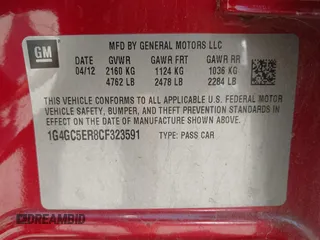 GM
MFD BY GENERAL MOTORS LLC
DATE GVWR GAWR FRT GAWR RR
04/12 2160 KG 1124 KG 1036 KG
4762 LB 2478 LB 2284 LB
THIS VEHICLE CONFORMS TO ALL APPLICABLE U.S. FEDERAL MOTOR
VEHICLE SAFETY, BUMPER, AND THEFT PREVENTION STANDARDS
IN EFFECT ON THE DATE OF MANUFACTURE SHOWN ABOVE.
1G4GC5ER8CF323591 TYPE: PASS CAR
DREAMBID